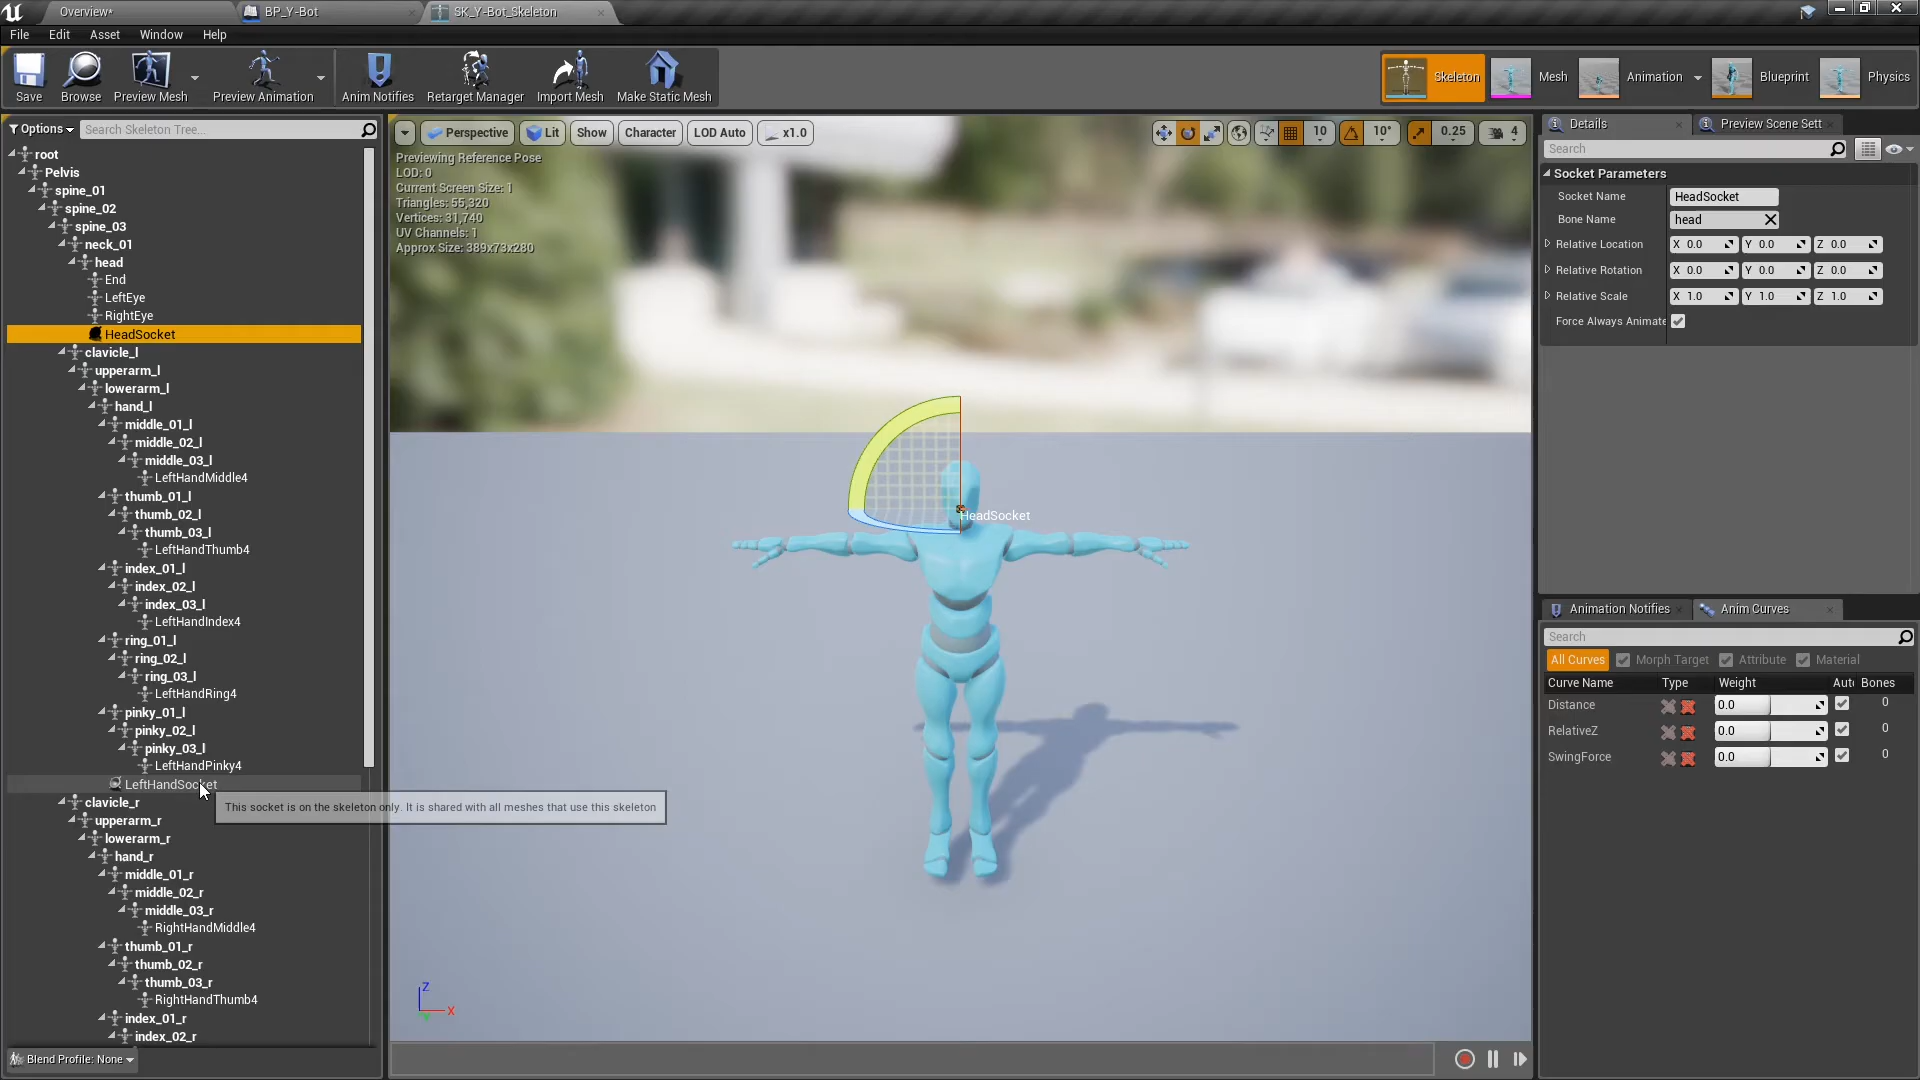 Overview*
BP_Y-Bot
SK_Y-Bot_Skeleton
File Edit Asset Window Help
Save
Browse
Preview Mesh
Preview Animation
Anim Notifies
Retarget Manager
Import Mesh
Make Static Mesh
Skeleton
Mesh
Animation
Blueprint
Physics
Options
Search Skeleton Tree...
root
Pelvis
spine_01
spine_02
spine_03
neck_01
head
End
LeftEye
RightEye
HeadSocket
clavicle_l
upperarm_l
lowerarm_l
hand_l
middle_01_l
middle_02_l
middle_03_l
LeftHandMiddle4
thumb_01_l
thumb_02_l
thumb_03_l
LeftHandThumb4
index_01_l
index_02_l
index_03_l
LeftHandIndex4
ring_01_l
ring_02_l
ring_03_l
LeftHandRing4
pinky_01_l
pinky_02_l
pinky_03_l
LeftHandPinky4
LeftHandSocket
This socket is on the skeleton only. It is shared with all meshes that use this skeleton
clavicle_r
upperarm_r
lowerarm_r
hand_r
middle_01_r
middle_02_r
middle_03_r
RightHandMiddle4
thumb_01_r
thumb_02_r
thumb_03_r
RightHandThumb4
index_01_r
index_02_r
Blend Profile: None
Perspective
Lit
Show
Character
LOD Auto
x1.0
10
10°
0.25
4
Previewing Reference Pose
LOD: 0
Current Screen Size: 1
Triangles: 55,320
Vertices: 31,740
UV Channels: 1
Approx Size: 389x73x280
HeadSocket
Z
X
Details
Preview Scene Sett
Search
Socket Parameters
Socket Name HeadSocket
Bone Name head
Relative Location X 0.0 Y 0.0 Z 0.0
Relative Rotation X 0.0 Y 0.0 Z 0.0
Relative Scale X 1.0 Y 1.0 Z 1.0
Force Always Animate
Animation Notifies
Anim Curves
Search
All Curves Morph Target Attribute Material
Curve Name Type Weight Aut Bones
Distance 0.0 0
RelativeZ 0.0 0
SwingForce 0.0 0